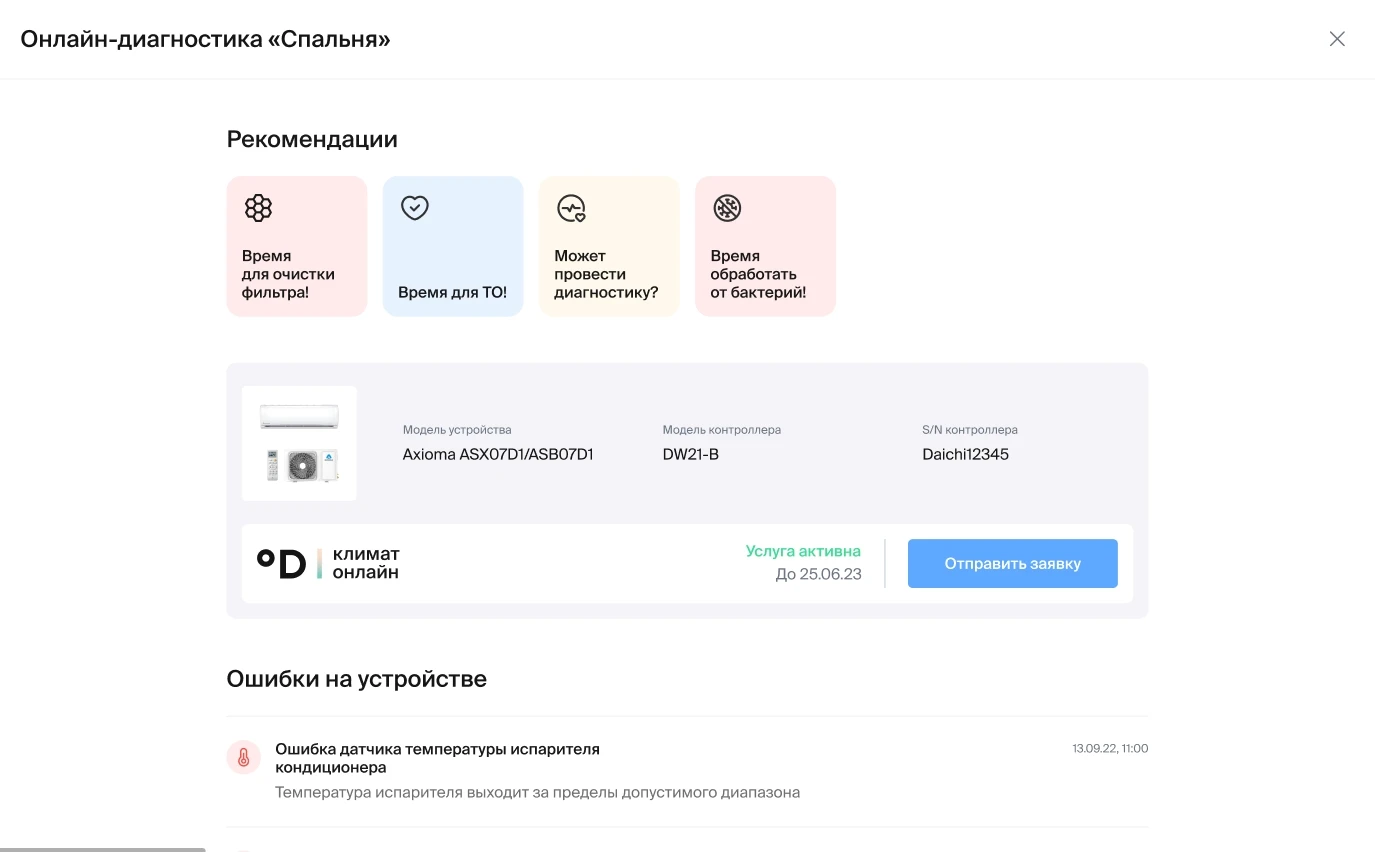 Онлайн-диагностика «Спальня»
Рекомендации
Время
для очистки
фильтра!
Время для ТО!
Может
провести
диагностику?
Время
обработать
от бактерий!
Модель устройства
Axioma ASX07D1/ASB07D1
Модель контроллера
DW21-B
S/N контроллера
Daichi12345
°D
климат
онлайн
Услуга активна
До 25.06.23
Отправить заявку
Ошибки на устройстве
Ошибка датчика температуры испарителя
кондиционера
13.09.22, 11:00
Температура испарителя выходит за пределы допустимого диапазона